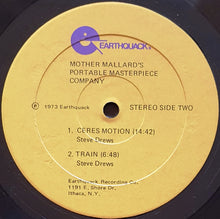 EARTHQUACK
MOTHER MALLARD'S
PORTABLE MASTERPIECE
COMPANY
℗ 1973 Earthquack
STEREO SIDE TWO
1. CERES MOTION (14:42)
Steve Drews
2. TRAIN (6:48)
Steve Drews
Earthquack Recording Co.
1191 E. Shore Dr.
Ithaca, N.Y.